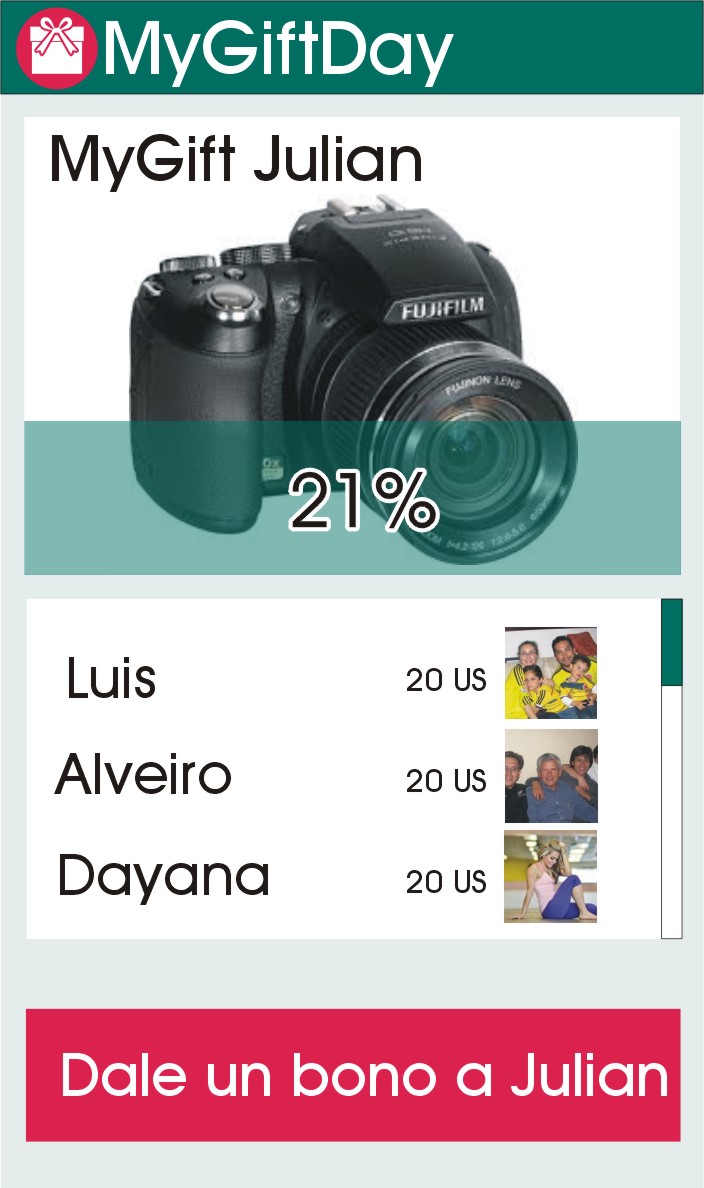 MyGiftDay
MyGift Julian
FUJIFILM
FUJINON LENS
21%
Luis
20 US
Alveiro
20 US
Dayana
20 US
Dale un bono a Julian